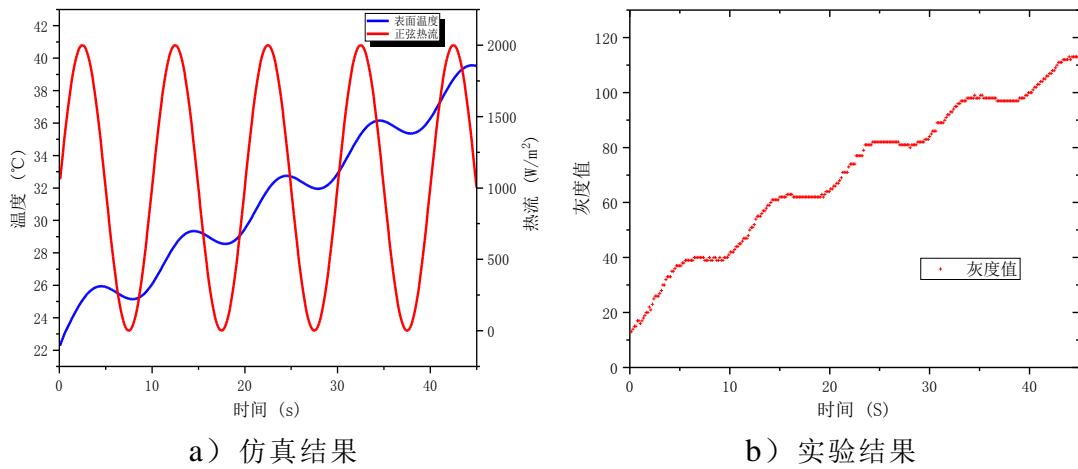 表面温度
正弦热流
42
40
38
36
34
32
30
28
26
24
22
温度 (℃)
2000
1500
1000
500
0
热流 (W/m²)
0 10 20 30 40
时间 (s)
a) 仿真结果
120
100
80
60
40
20
0
灰度值
灰度值
0 10 20 30 40
时间 (S)
b) 实验结果